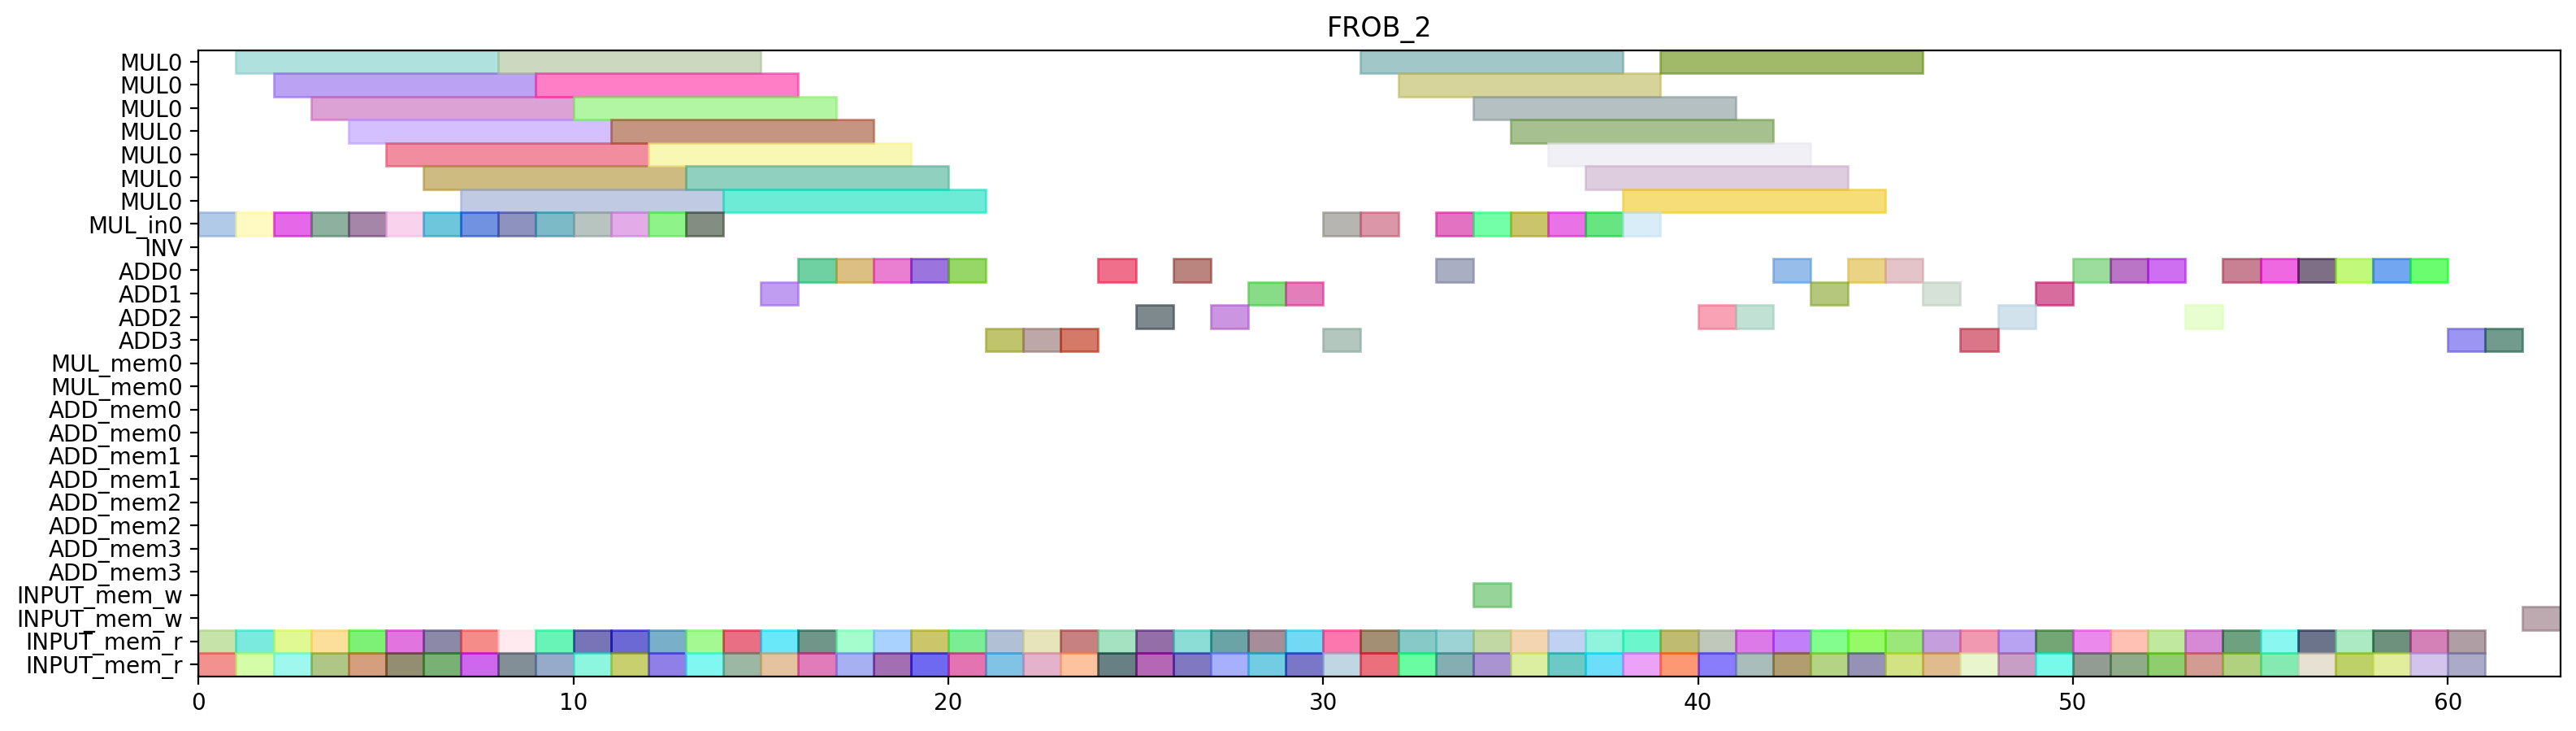 FROB_2
MUL0
MUL0
MUL0
MUL0
MUL0
MUL0
MUL0
MUL_in0
INV
ADD0
ADD1
ADD2
ADD3
MUL_mem0
MUL_mem0
ADD_mem0
ADD_mem0
ADD_mem1
ADD_mem1
ADD_mem2
ADD_mem2
ADD_mem3
ADD_mem3
INPUT_mem_w
INPUT_mem_w
INPUT_mem_r
INPUT_mem_r
0 10 20 30 40 50 60